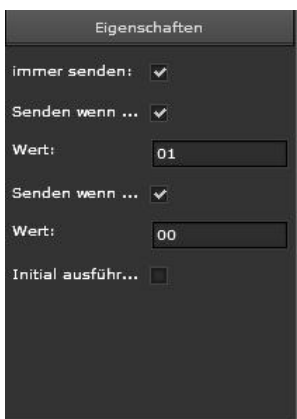 Eigenschaften
immer senden:
Senden wenn ...
Wert: 01
Senden wenn ...
Wert: 00
Initial ausführ...